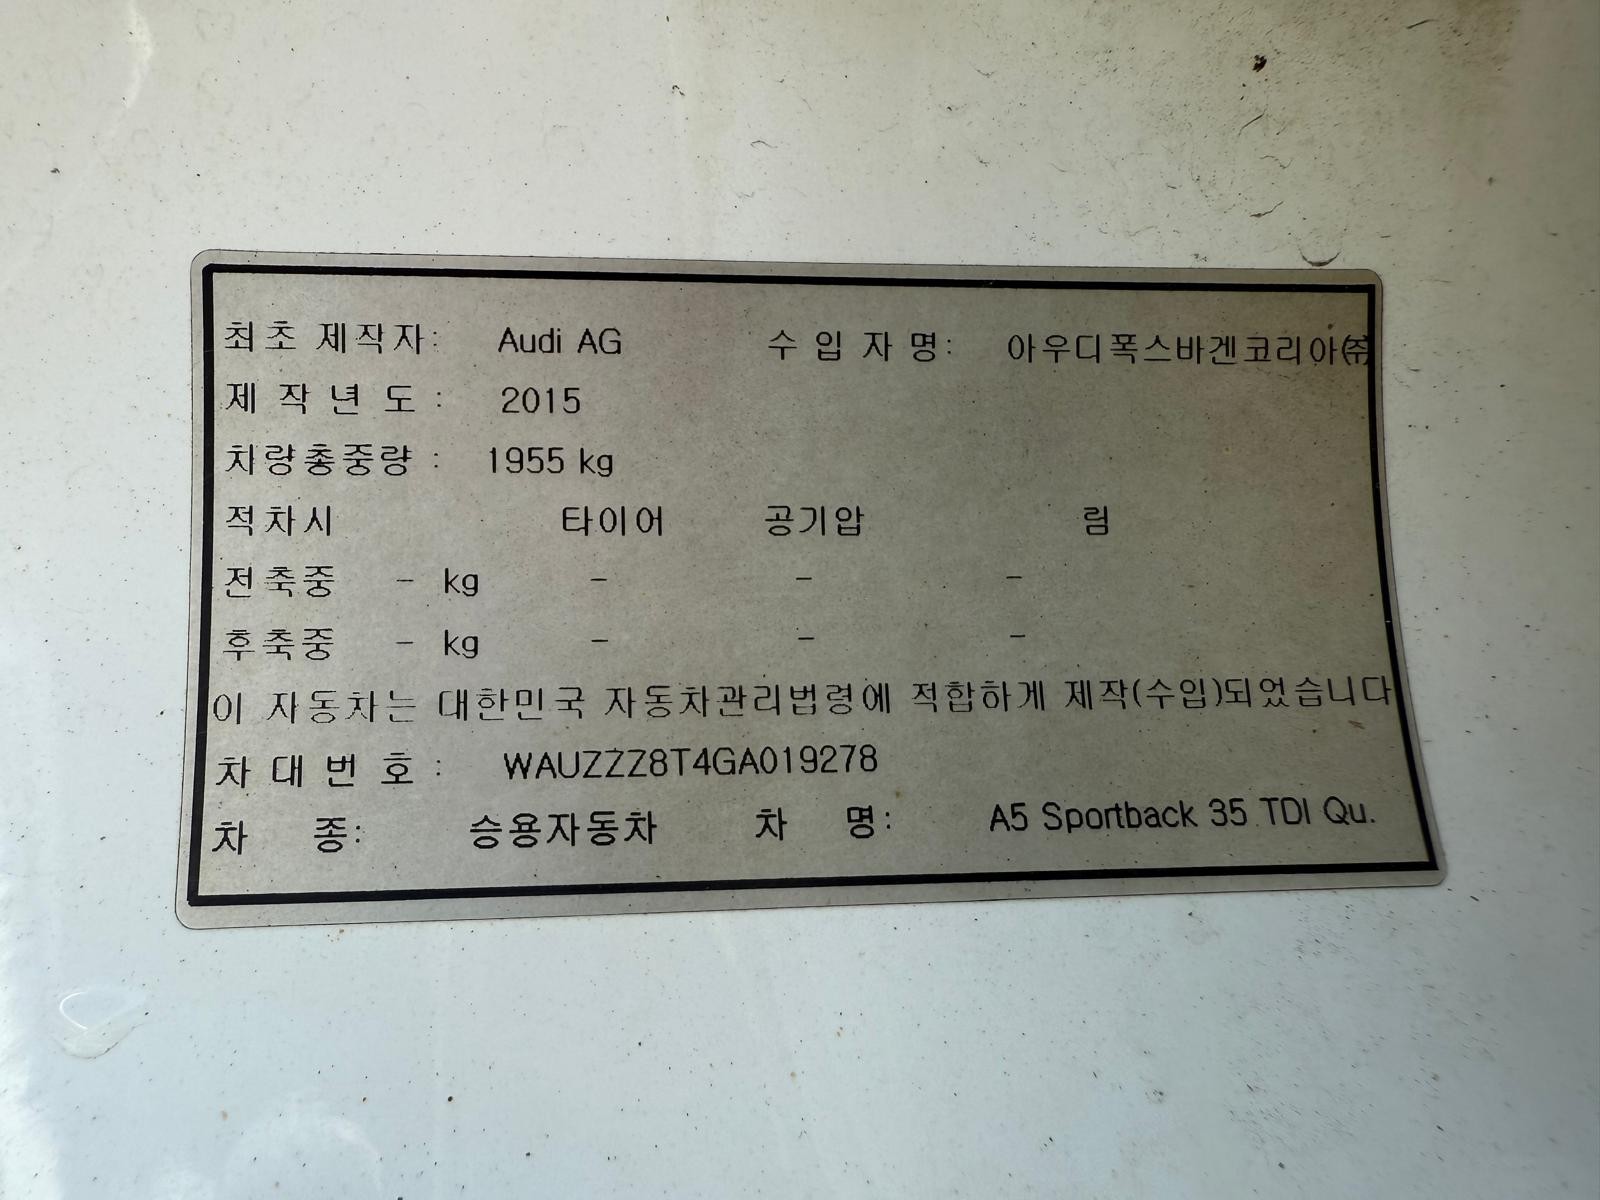 최초 제작자: Audi AG 수 입 자 명: 아우디폭스바겐코리아㈜
제 작 년 도 : 2015
차량총중량 : 1955 kg
적차시 타이어 공기압 림
전축중 - kg - - -
후축중 - kg - - -
이 자동차는 대한민국 자동차관리법령에 적합하게 제작(수입)되었습니다
차 대 번 호 : WAUZZZ8T4GA019278
차 종: 승용자동차 차 명: A5 Sportback 35 TDI Qu.